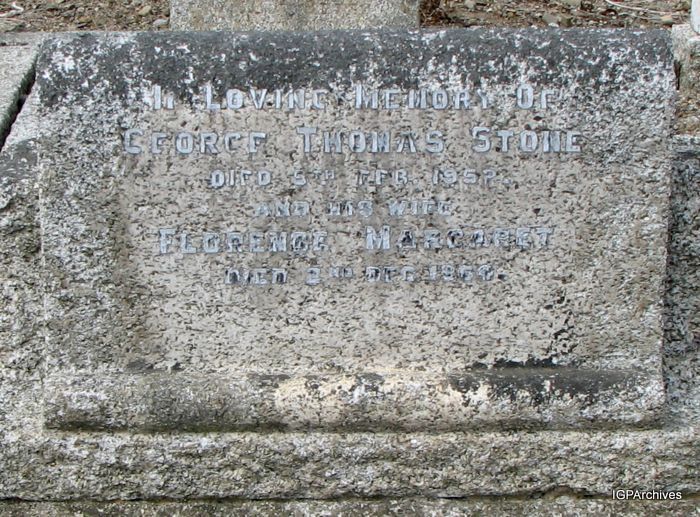 In Loving Memory Of
George Thomas Stone
Died 5th Feb. 1952.
And His Wife
Florence Margaret
Died 2nd Dec.
IGPArchives